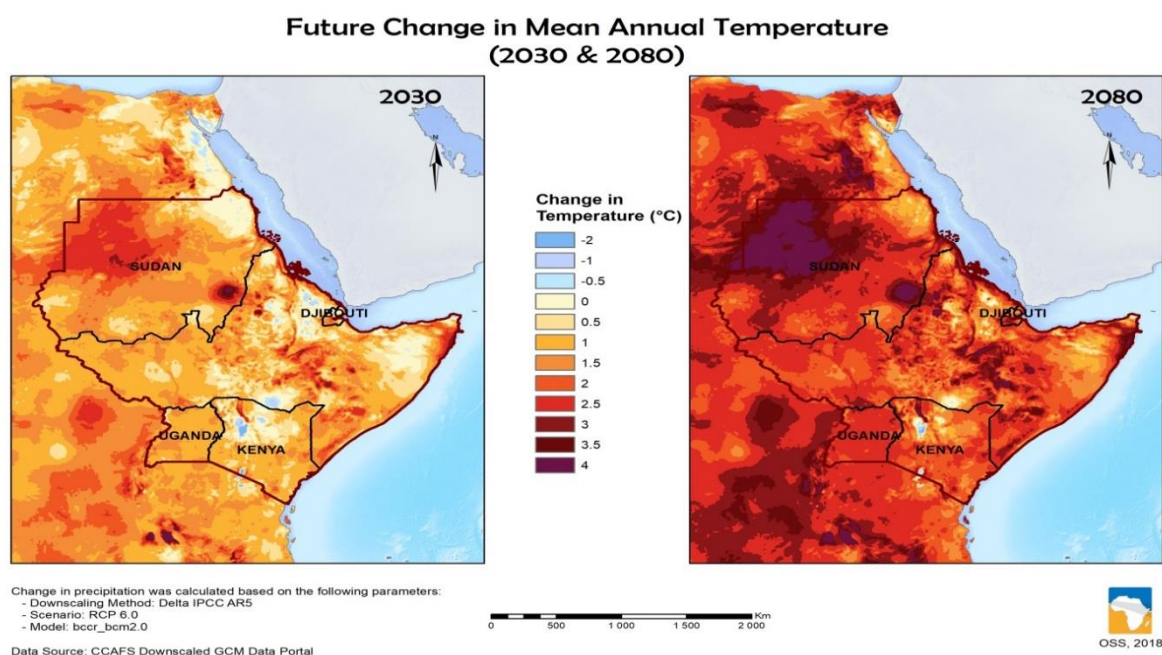 Future Change in Mean Annual Temperature
(2030 & 2080)
2030
N
SUDAN
DJIBOUTI
UGANDA
KENYA
Change in
Temperature (°C)
-2
-1
-0.5
0
0.5
1
1.5
2
2.5
3
3.5
4
2080
N
SUDAN
DJIBOUTI
UGANDA
KENYA
Change in precipitation was calculated based on the following parameters:
- Downscaling Method: Delta IPCC AR5
- Scenario: RCP 6.0
- Model: bccr_bcm2.0
Data Source: CCAFS Downscaled GCM Data Portal
Km
0 500 1 000 1 500 2 000
OSS, 2018